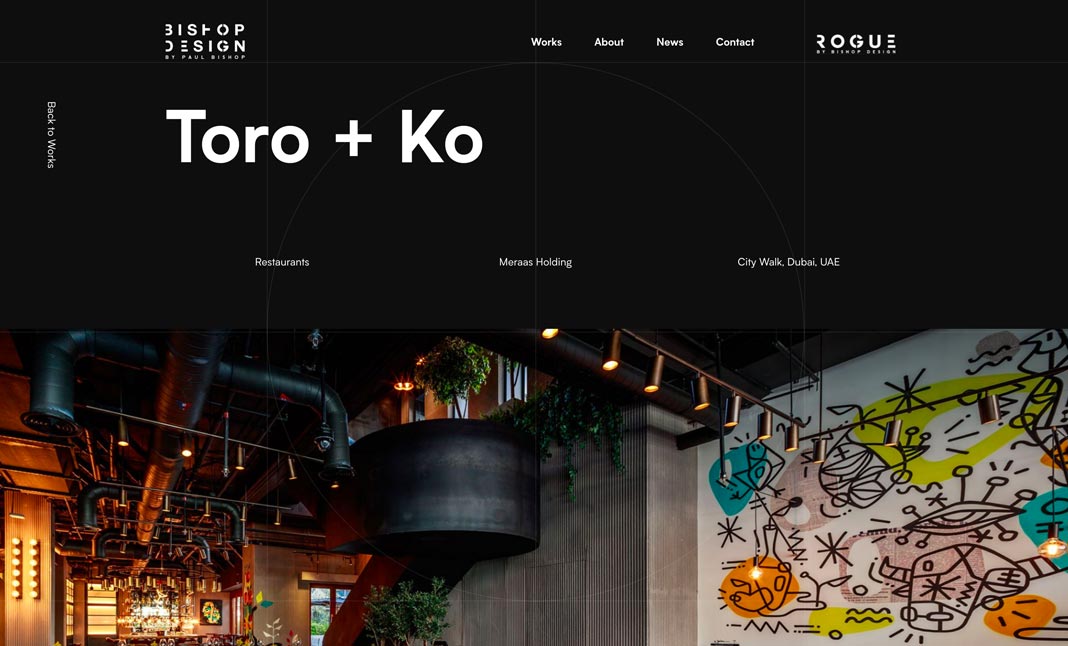 BISHOP
DESIGN
BY PAUL BISHOP
Works
About
News
Contact
ROGUE
BY BISHOP DESIGN
Back to Works
Toro + Ko
Restaurants
Meraas Holding
City Walk, Dubai, UAE